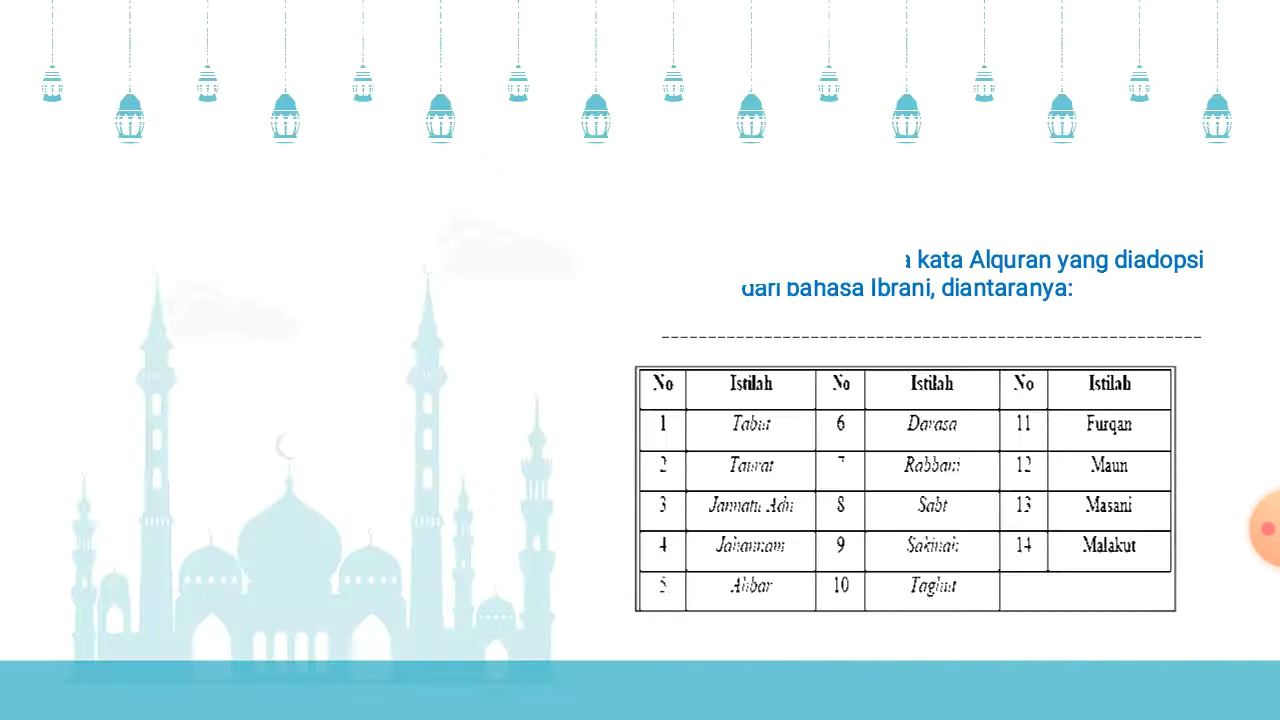 kata Alquran yang diadopsi
dari bahasa Ibrani, diantaranya:
No Istilah No Istilah No Istilah
1 Tabut 6 Darasa 11 Furqan
2 Taurat 7 Rabbani 12 Maun
3 Jannatu Adn 8 Sabt 13 Masani
4 Jahannam 9 Sakinah 14 Malakut
5 Ahbar 10 Taghut